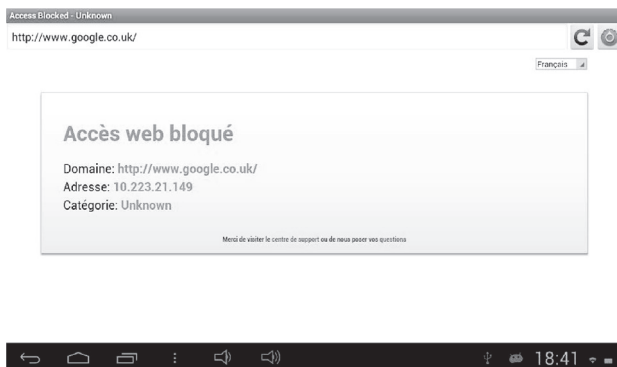 Access Blocked - Unknown
http://www.google.co.uk/
Français
Accès web bloqué
Domaine: http://www.google.co.uk/
Adresse: 10.223.21.149
Catégorie: Unknown
Merci de visiter le centre de support ou de nous poser vos questions
18:41